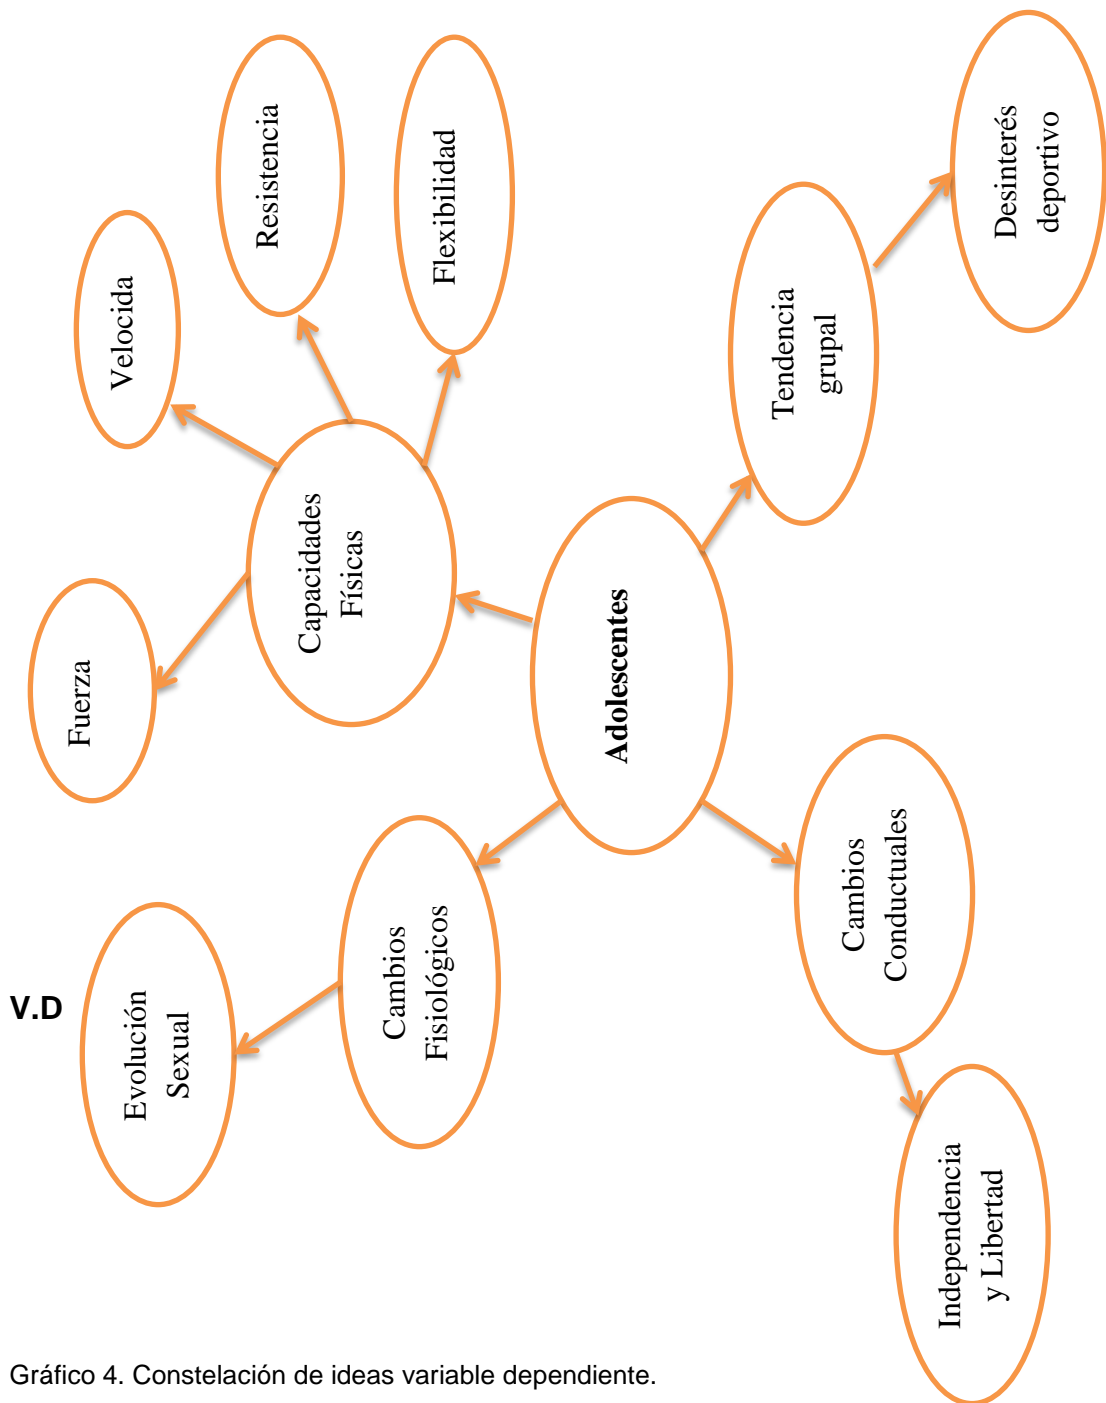 Fuerza
Velocida
Resistencia
Flexibilidad
Capacidades
Físicas
Evolución
Sexual
Cambios
Fisiológicos
Adolescentes
Tendencia
grupal
Desinterés
deportivo
Cambios
Conductuales
Independencia
y Libertad
V.D
Gráfico 4. Constelación de ideas variable dependiente.